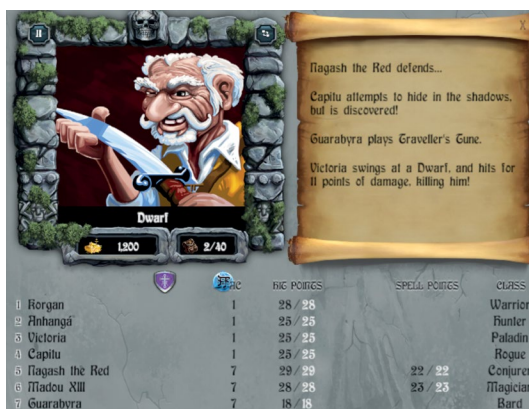 X
Nagash the Red defends...
Capitu attempts to hide in the shadows,
but is discovered!
Guarabyra plays Traveller's Tune.
Victoria swings at a Dwarf, and hits for
11 points of damage, killing him!
Dwarf
1,200 2/40
AC HIT POINTS SPELL POINTS CLASS
1 Korgan 1 28/28 Warrior
2 Anhangá 1 25/25 Hunter
3 Victoria 1 25/25 Paladin
4 Capitu 1 25/25 Rogue
5 Nagash the Red 7 29/29 22/22 Conjurer
6 Madou XIII 7 28/28 23/23 Magician
7 Guarabyra 7 18/18 Bard